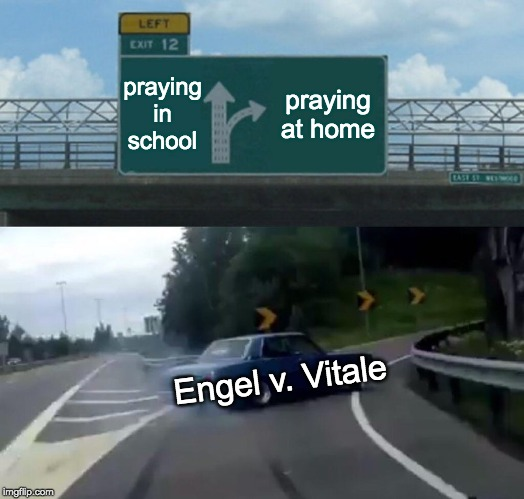 LEFT
EXIT 12
praying
in
school
praying
at home
Engel v. Vitale
imgflip.com